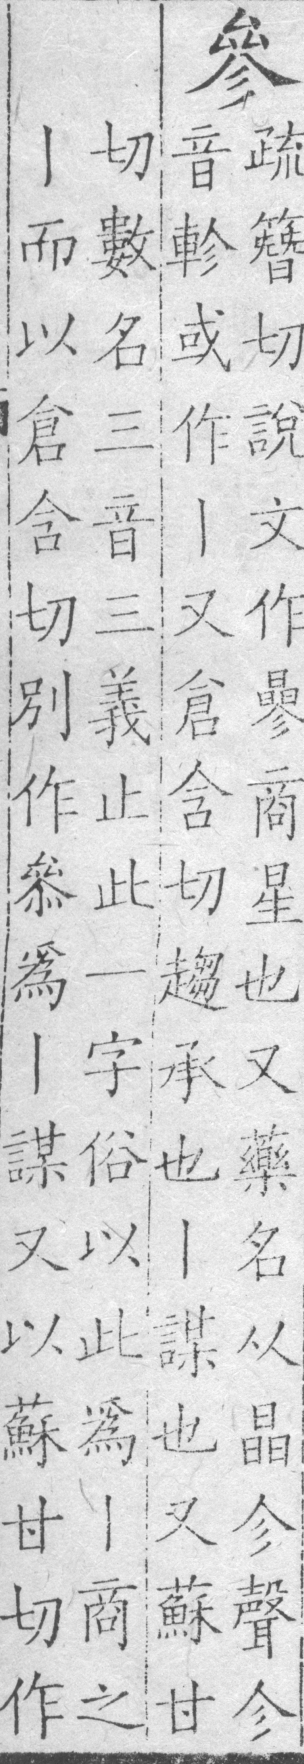 參
疏簪切說文作曑商星也又藥名从晶㐱聲㐱
音軫或作丨又倉含切趨承也丨謀也又蘇甘
切數名三音三義止此一字俗以此爲丨商之
丨而以倉含切別作叅爲丨謀又以蘇甘切作